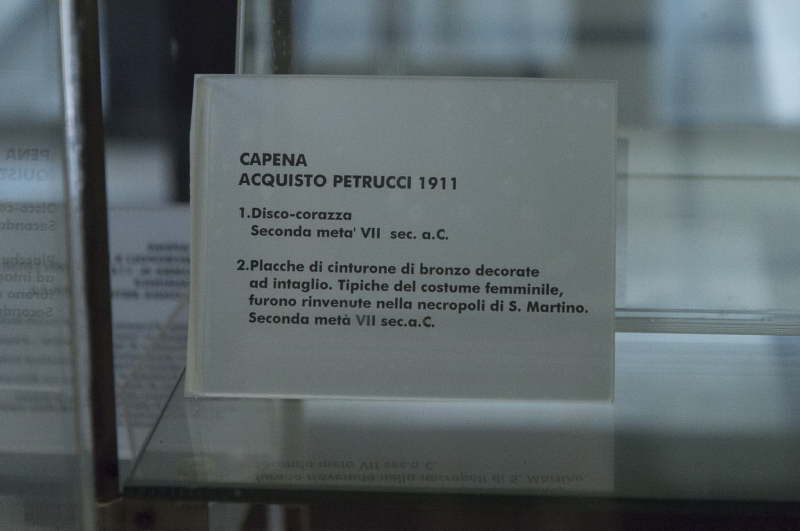 CAPENA
ACQUISTO PETRUCCI 1911
1.Disco-corazza
Seconda meta' VII sec. a.C.
2.Placche di cinturone di bronzo decorate
ad intaglio. Tipiche del costume femminile,
furono rinvenute nella necropoli di S. Martino.
Seconda metà VII sec.a.C.